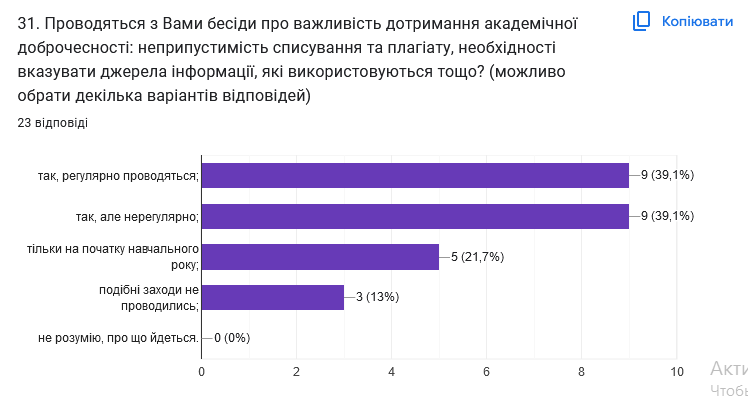 31. Проводяться з Вами бесіди про важливість дотримання академічної
доброчесності: неприпустимість списування та плагіату, необхідності
вказувати джерела інформації, які використовуються тощо? (можливо
обрати декілька варіантів відповідей)
Копіювати
23 відповіді
так, регулярно проводяться;
9 (39,1%)
так, але нерегулярно;
9 (39,1%)
тільки на початку навчального
року;
5 (21,7%)
подібні заходи не
проводились;
3 (13%)
не розумію, про що йдеться.
0 (0%)
0 2 4 6 8 10
Акти
Чтобы